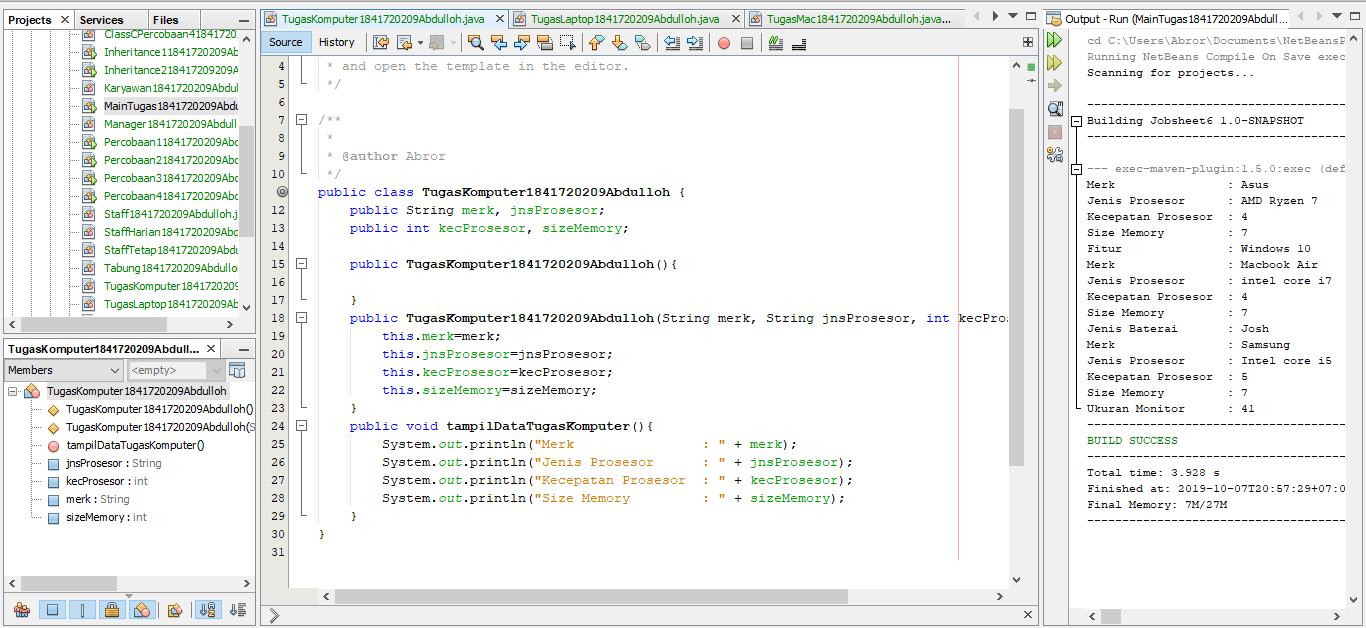 Projects
Services
Files
ClassCPercobaan41841720
Inheritance11841720209Ab
Inheritance21841720209Ab
Karyawan1841720209Abdul
MainTugas1841720209Abdu
Manager1841720209Abdull
Percobaan11841720209Abd
Percobaan21841720209Abd
Percobaan31841720209Abd
Percobaan41841720209Abd
Staff1841720209Abdulloh.j
StaffHarian1841720209Abd
StaffTetap1841720209Abdu
Tabung1841720209Abdullo
TugasKomputer1841720209
TugasLaptop1841720209Ab
TugasKomputer1841720209Abdull...
Members
<empty>
TugasKomputer1841720209Abdulloh
TugasKomputer1841720209Abdulloh()
TugasKomputer1841720209Abdulloh(S
tampilDataTugasKomputer()
jnsProsesor : String
kecProsesor : int
merk : String
sizeMemory : int
TugasKomputer1841720209Abdulloh.java
TugasLaptop1841720209Abdulloh.java
TugasMac1841720209Abdulloh.java...
Source
History
4 * and open the template in the editor.
5 */
6
7 /**
8 *
9 * @author Abror
10 */
public class TugasKomputer1841720209Abdulloh {
12 public String merk, jnsProsesor;
13 public int kecProsesor, sizeMemory;
14
15 public TugasKomputer1841720209Abdulloh(){
16
17 }
18 public TugasKomputer1841720209Abdulloh(String merk, String jnsProsesor, int kecPros
19 this.merk=merk;
20 this.jnsProsesor=jnsProsesor;
21 this.kecProsesor=kecProsesor;
22 this.sizeMemory=sizeMemory;
23 }
24 public void tampilDataTugasKomputer(){
25 System.out.println("Merk : " + merk);
26 System.out.println("Jenis Prosesor : " + jnsProsesor);
27 System.out.println("Kecepatan Prosesor : " + kecProsesor);
28 System.out.println("Size Memory : " + sizeMemory);
29 }
30 }
31
Output - Run (MainTugas1841720209Abdull...
cd C:\Users\Abror\Documents\NetBeansP
Running NetBeans Compile On Save exec
Scanning for projects...
------------------------------------
Building Jobsheet6 1.0-SNAPSHOT
------------------------------------
--- exec-maven-plugin:1.5.0:exec (def
Merk : Asus
Jenis Prosesor : AMD Ryzen 7
Kecepatan Prosesor : 4
Size Memory : 7
Fitur : Windows 10
Merk : Macbook Air
Jenis Prosesor : intel core i7
Kecepatan Prosesor : 4
Size Memory : 7
Jenis Baterai : Josh
Merk : Samsung
Jenis Prosesor : Intel core i5
Kecepatan Prosesor : 5
Size Memory : 7
Ukuran Monitor : 41
------------------------------------
BUILD SUCCESS
------------------------------------
Total time: 3.928 s
Finished at: 2019-10-07T20:57:29+07:0
Final Memory: 7M/27M
------------------------------------